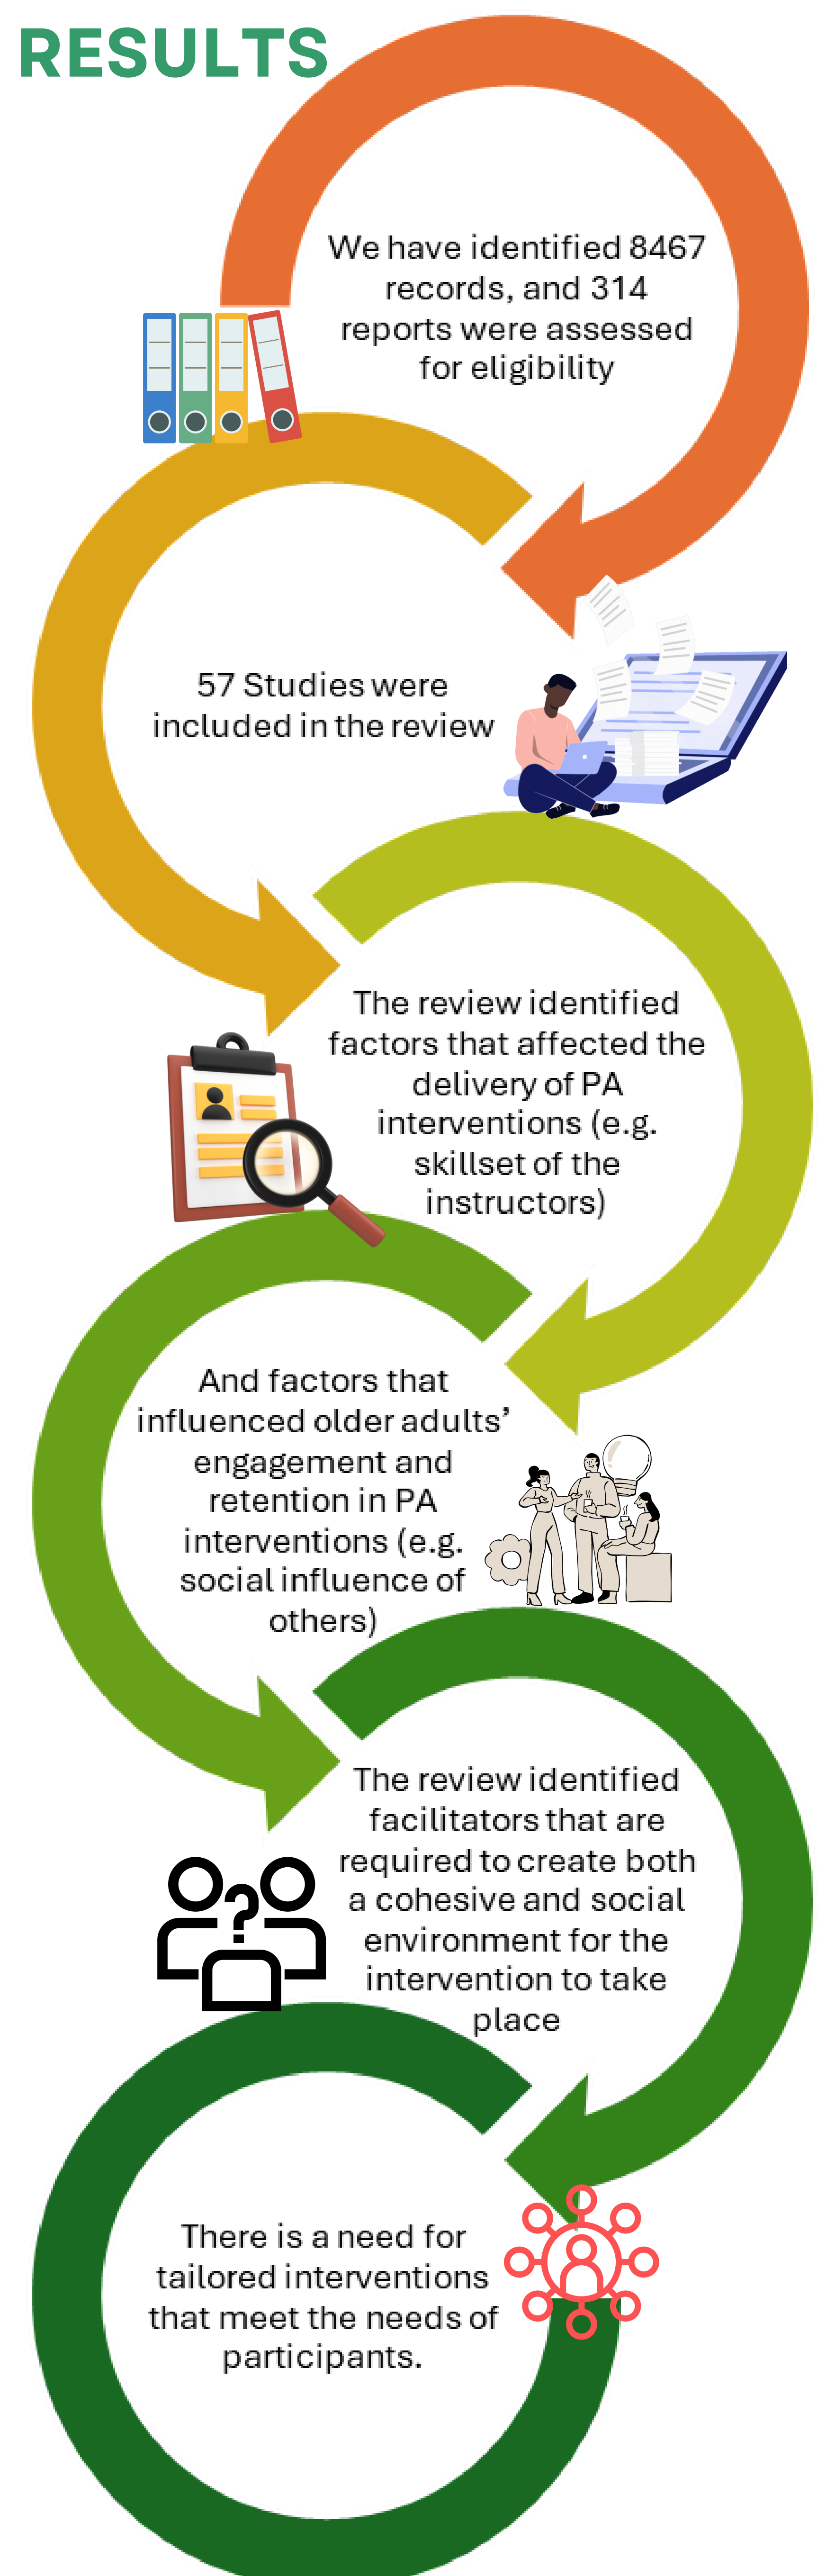 RESULTS
We have identified 8467
records, and 314
reports were assessed
for eligibility
57 Studies were
included in the review
The review identified
factors that affected the
delivery of PA
interventions (e.g.
skillset of the
instructors)
And factors that
influenced older adults’
engagement and
retention in PA
interventions (e.g.
social influence of
others)
The review identified
facilitators that are
required to create both
a cohesive and social
environment for the
intervention to take
place
There is a need for
tailored interventions
that meet the needs of
participants.